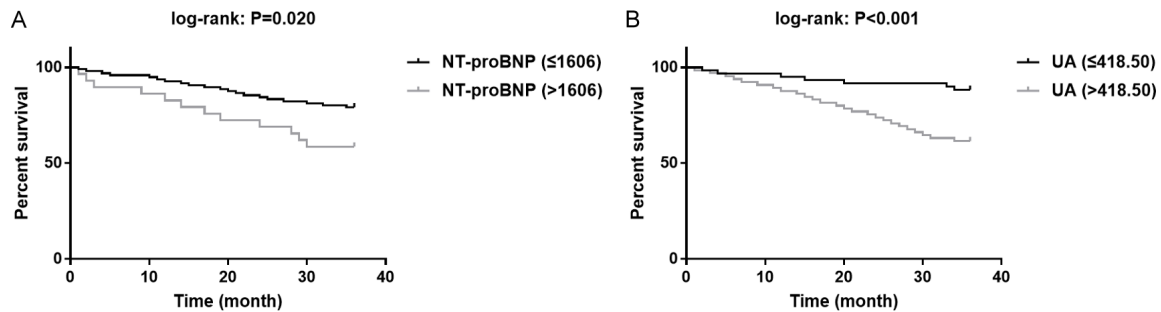 A
log-rank: P=0.020
Percent survival
100
50
0
0 10 20 30 40
Time (month)
NT-proBNP (≤1606)
NT-proBNP (>1606)
B
log-rank: P<0.001
Percent survival
100
50
0
0 10 20 30 40
Time (month)
UA (≤418.50)
UA (>418.50)